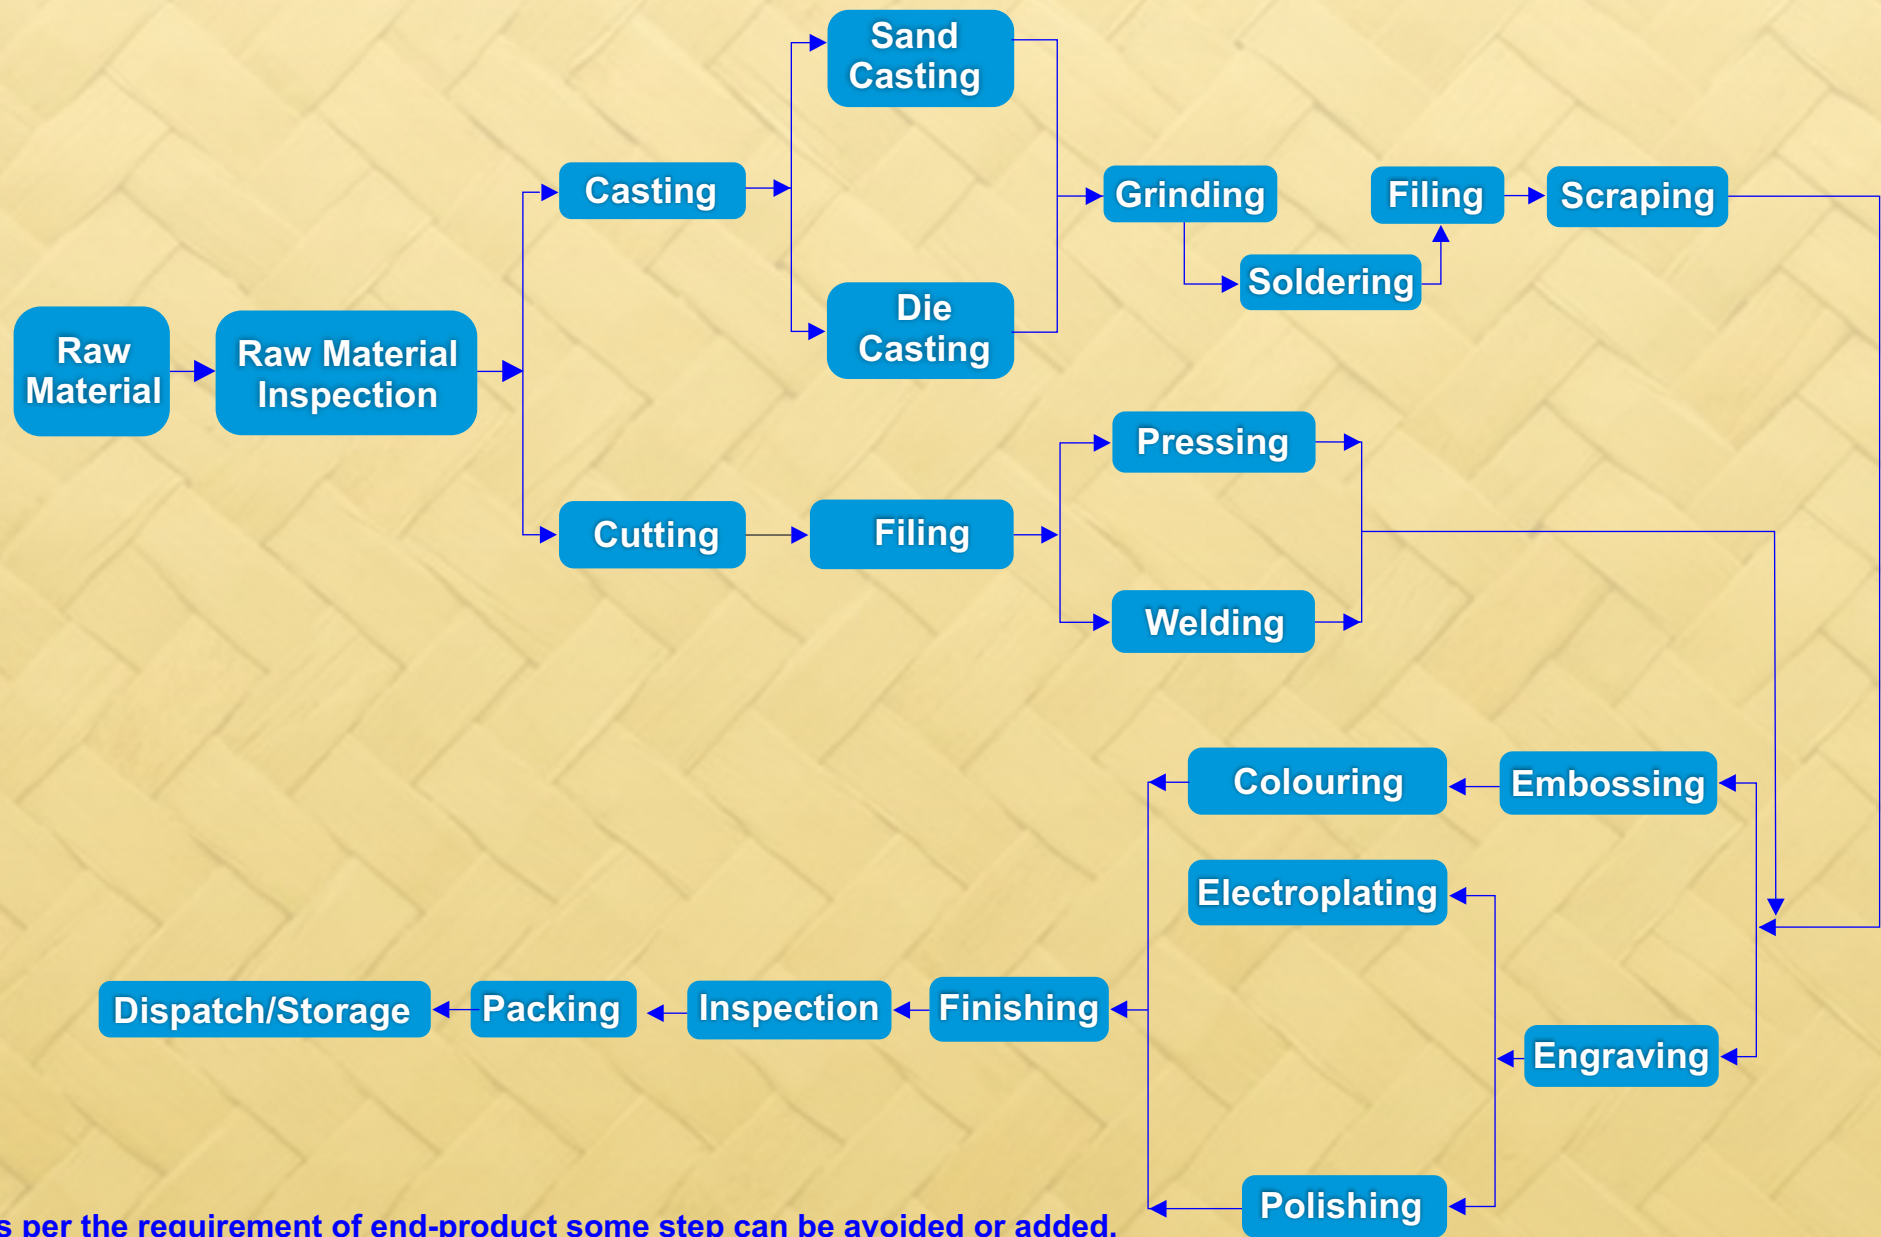 Sand
Casting
Casting
Grinding
Filing
Scraping
Soldering
Die
Casting
Raw
Material
Raw Material
Inspection
Pressing
Cutting
Filing
Welding
Colouring
Embossing
Electroplating
Dispatch/Storage
Packing
Inspection
Finishing
Engraving
Polishing
s per the requirement of end-product some step can be avoided or added.